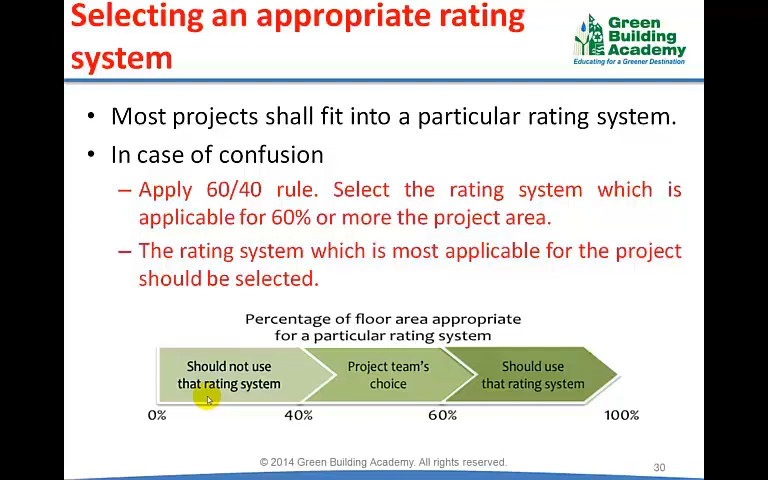 Selecting an appropriate rating
system
Green
Building
Academy
Educating for a Greener Destination
• Most projects shall fit into a particular rating system.
• In case of confusion
– Apply 60/40 rule. Select the rating system which is
applicable for 60% or more the project area.
– The rating system which is most applicable for the project
should be selected.
Percentage of floor area appropriate
for a particular rating system
Should not use
that rating system
Project team's
choice
Should use
that rating system
0% 40% 60% 100%
© 2014 Green Building Academy. All rights reserved.
30